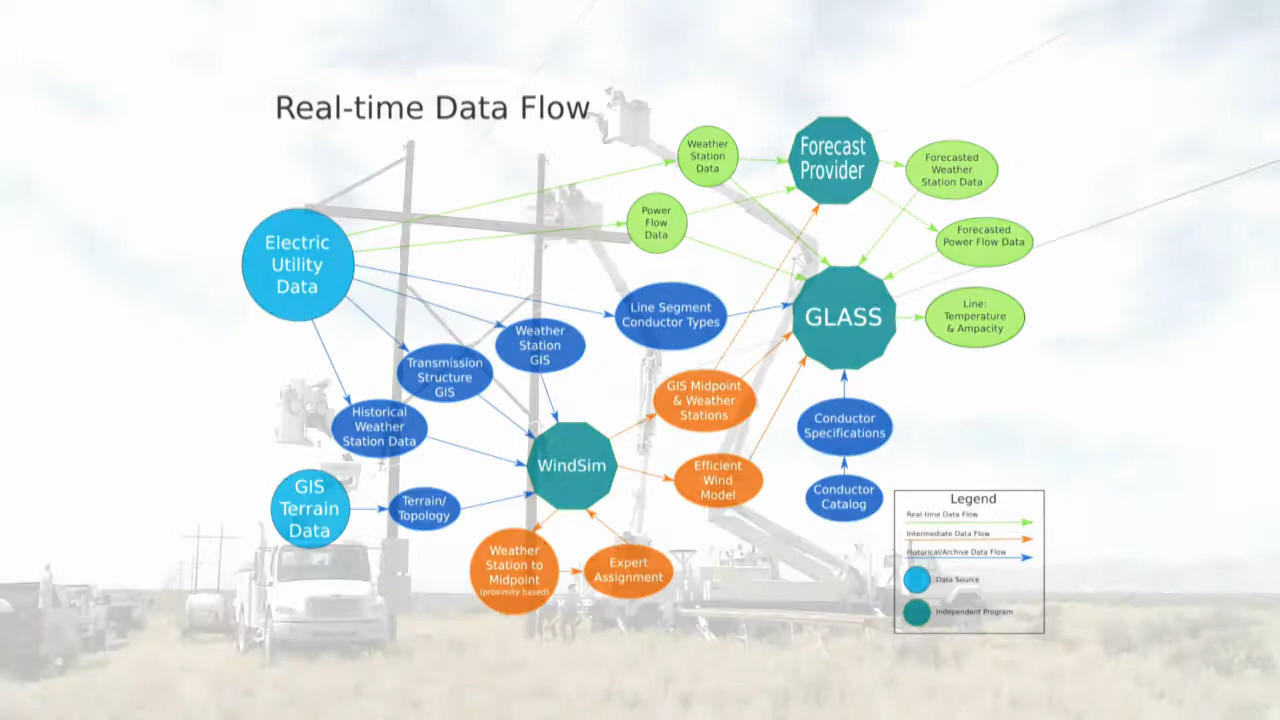 Real-time Data Flow
Weather
Station
Data
Forecast
Provider
Forecasted
Weather
Station Data
Power
Flow
Data
Forecasted
Power Flow Data
Electric
Utility
Data
Line Segment
Conductor Types
GLASS
Line:
Temperature
& Ampacity
Weather
Station
GIS
Transmission
Structure
GIS
GIS Midpoint
& Weather
Stations
Historical
Weather
Station Data
Conductor
Specifications
WindSim
Efficient
Wind
Model
GIS
Terrain
Data
Terrain/
Topology
Conductor
Catalog
Weather
Station to
Midpoint
(proximity based)
Expert
Assignment
Legend
Real-time Data Flow
Intermediate Data Flow
Historical/Archive Data Flow
Data Source
Independent Program